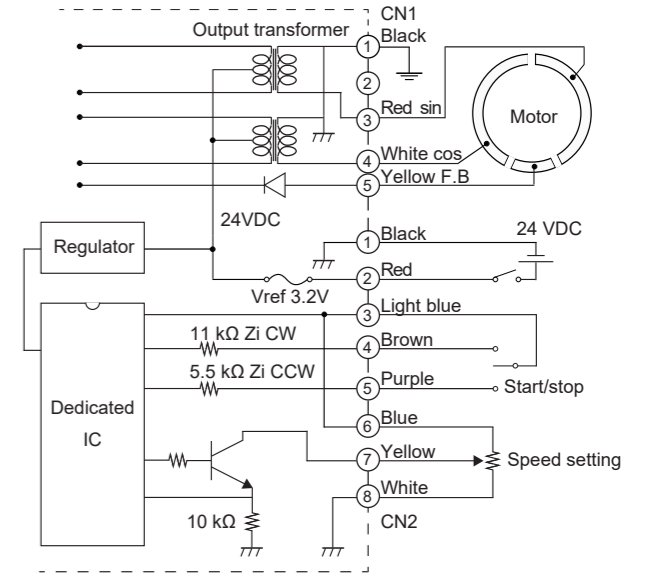 CN1
Output transformer
1 Black
2
3 Red sin
Motor
4 White cos
5 Yellow F.B
24VDC
1 Black
24 VDC
Regulator
2 Red
Vref 3.2V
3 Light blue
11 kΩ Zi CW
4 Brown
5.5 kΩ Zi CCW
5 Purple
Start/stop
Dedicated
IC
6 Blue
7 Yellow
Speed setting
8 White
10 kΩ
CN2